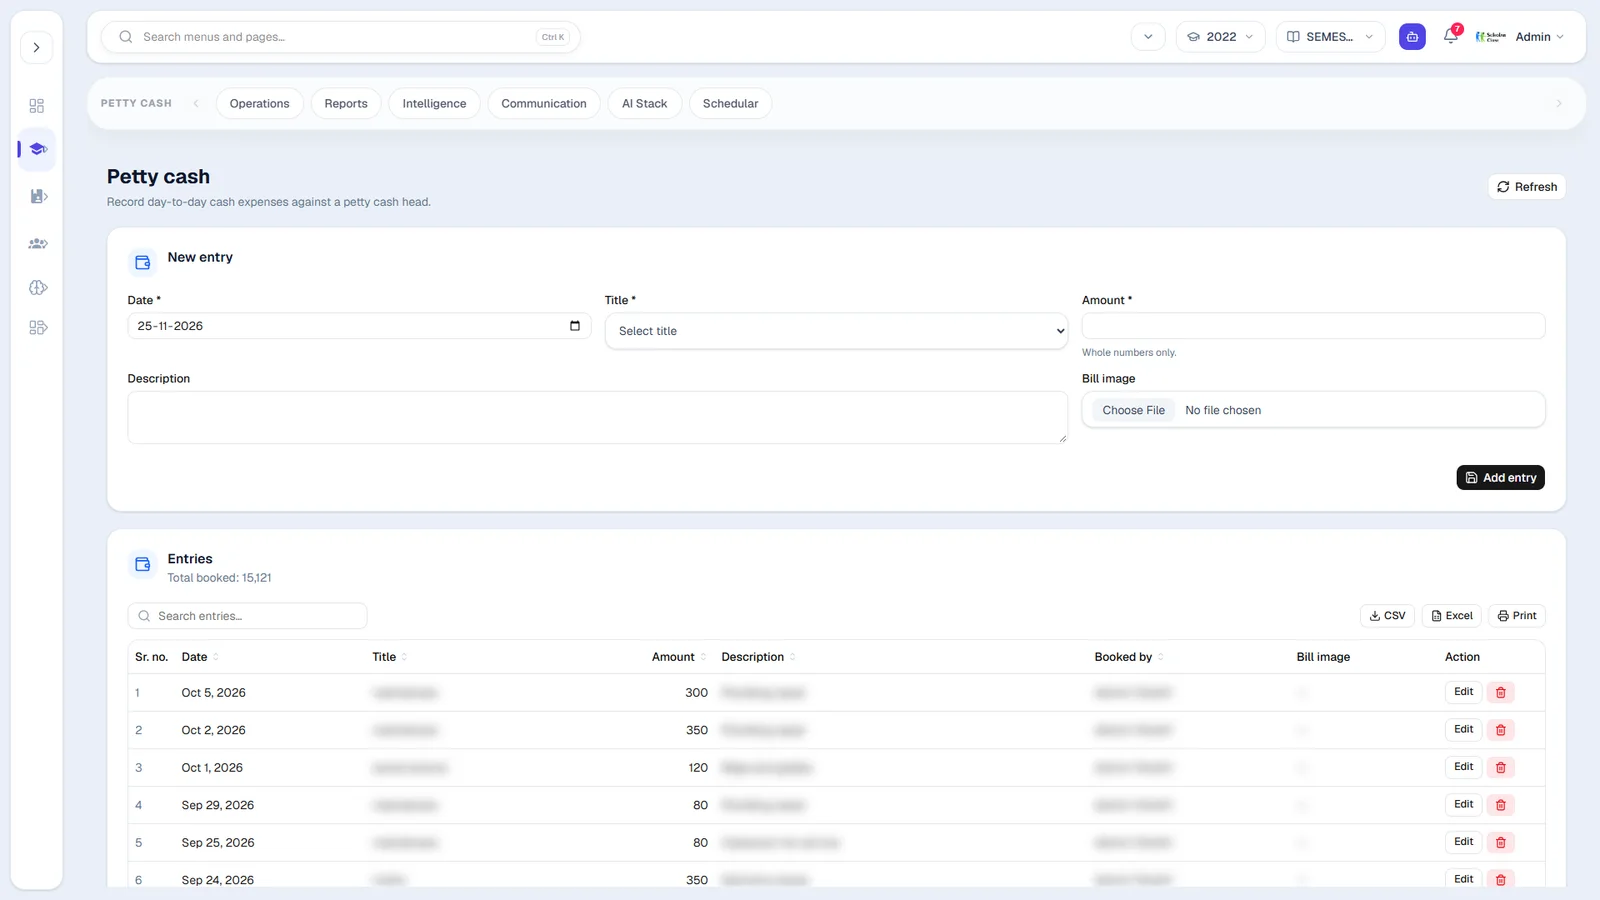 Search menus and pages...
Ctrl K
2022
SEMES...
7
Scholar Clone
Admin
PETTY CASH
Operations
Reports
Intelligence
Communication
AI Stack
Schedular
Petty cash
Record day-to-day cash expenses against a petty cash head.
Refresh
New entry
Date *
Title *
Amount *
25-11-2026
Select title
Whole numbers only.
Description
Bill image
Choose File No file chosen
Add entry
Entries
Total booked: 15,121
Search entries...
CSV
Excel
Print
Sr. no. Date Title Amount Description Booked by Bill image Action
1 Oct 5, 2026 300 Edit
2 Oct 2, 2026 350 Edit
3 Oct 1, 2026 120 Edit
4 Sep 29, 2026 80 Edit
5 Sep 25, 2026 80 Edit
6 Sep 24, 2026 350 Edit